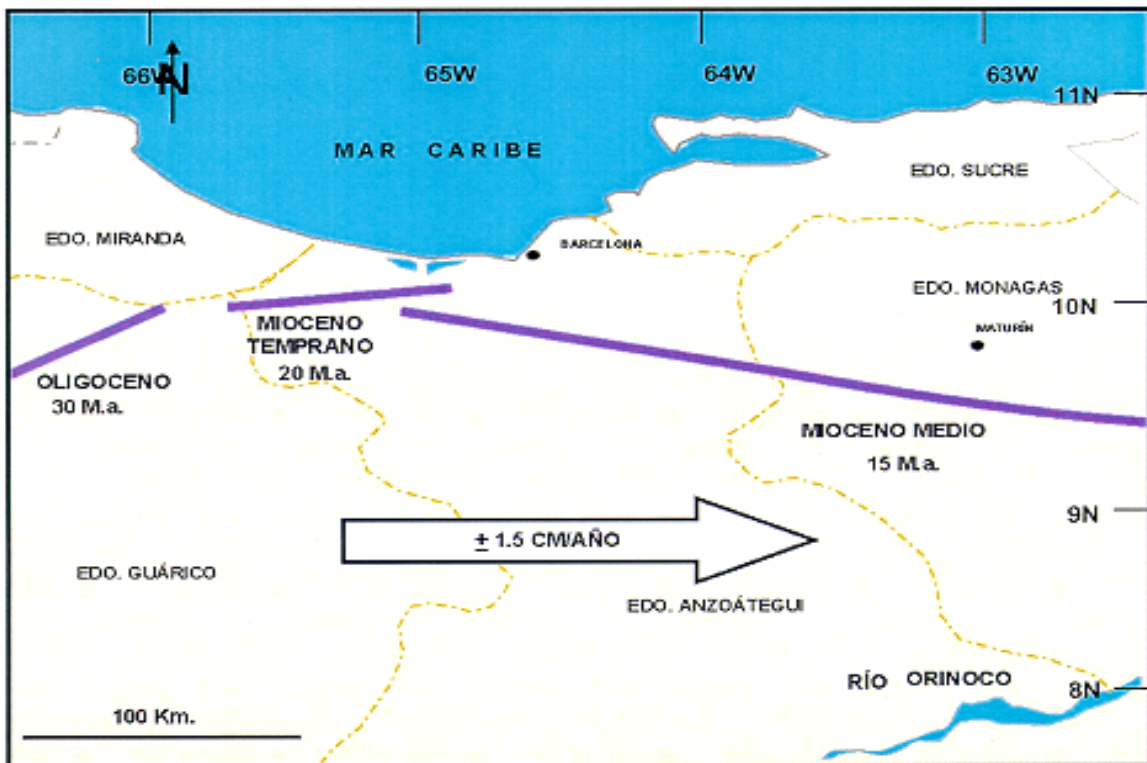 66W
N
65W
64W
63W
11N
MAR CARIBE
EDO. SUCRE
EDO. MIRANDA
BARCELONA
EDO. MONAGAS
10N
MATURÍN
MIOCENO
TEMPRANO
20 M.a.
OLIGOCENO
30 M.a.
MIOCENO MEDIO
15 M.a.
9N
± 1.5 CM/AÑO
EDO. GUÁRICO
EDO. ANZOÁTEGUI
RÍO ORINOCO
8N
100 Km.